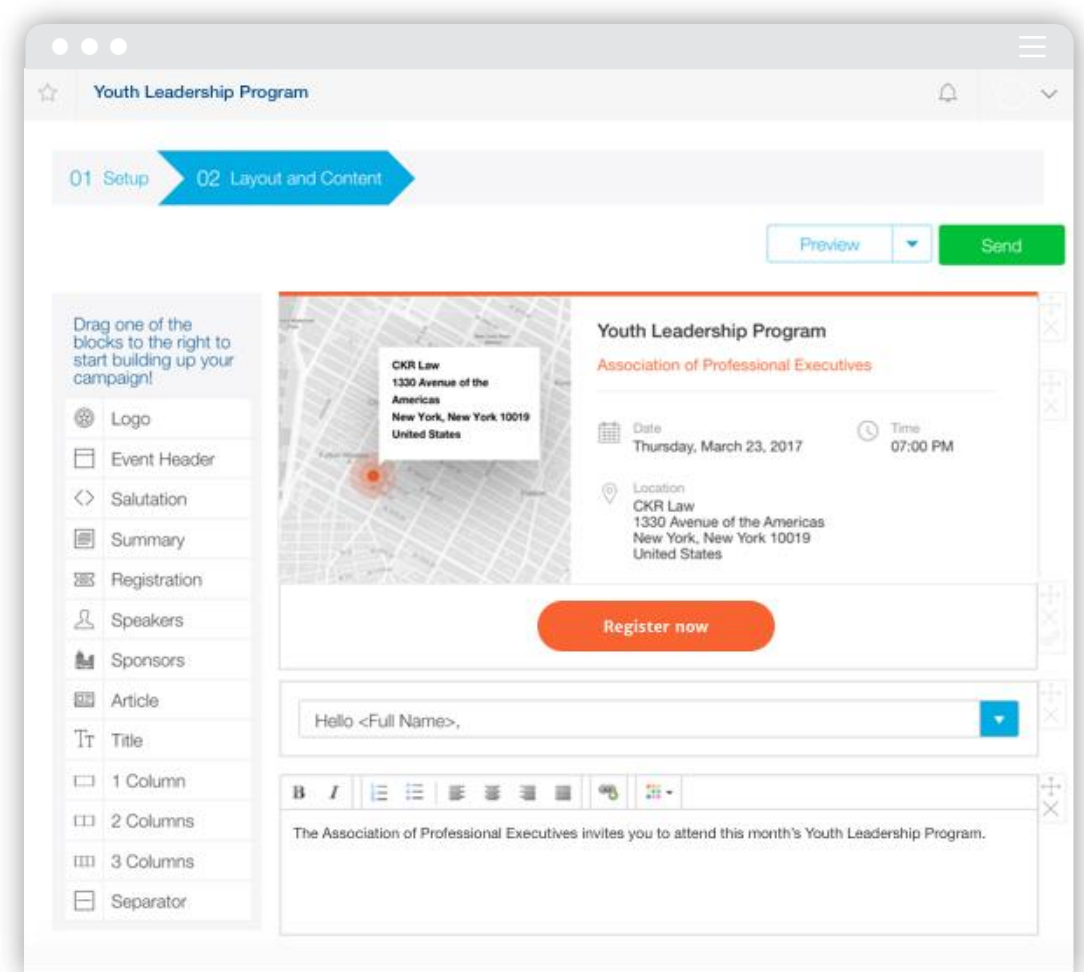 Youth Leadership Program
01 Setup
02 Layout and Content
Preview
Send
Drag one of the
blocks to the right to
start building up your
campaign!
Logo
Event Header
Salutation
Summary
Registration
Speakers
Sponsors
Article
Title
1 Column
2 Columns
3 Columns
Separator
CKR Law
1330 Avenue of the
Americas
New York, New York 10019
United States
Youth Leadership Program
Association of Professional Executives
Date
Thursday, March 23, 2017
Time
07:00 PM
Location
CKR Law
1330 Avenue of the Americas
New York, New York 10019
United States
Register now
Hello <Full Name>,
B I
The Association of Professional Executives invites you to attend this month's Youth Leadership Program.